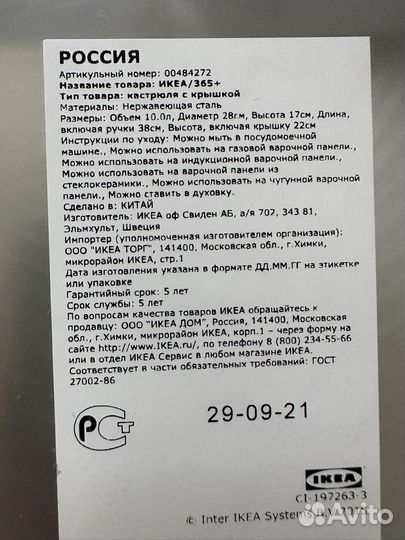 РОССИЯ
Артикульный номер: 00484272
Название товара: ИКЕА/365+
Тип товара: кастрюля с крышкой
Материалы: Нержавеющая сталь
Размеры: Объем 10.0л, Диаметр 28г.м, Высота 17см, Длина,
включая ручки 38см, Высота, включая крышку 22см
Инструкции по уходу: Можно мыть в посудомоечной
машине., Можно использовать на газовой варочной панели.,
Можно использовать на индукционной варочной панели.,
Можно использовать на варочной панели из
стеклокерамики., Можно использовать на чугунной варочной
панели., Можно ставить в духовку.
Сделано в: КИТАЙ
Изготовитель: ИКЕА оф Свиден АБ, а/я 702, 343 81,
Эльмхульт, Швеция
Импортер (уполномоченная изготовителем организация):
ООО "ИКЕА ТОРГ", 141400, Московская обл., г.Химки,
микрорайон ИКЕА, стр.1
Дата изготовления указана в формате ДД.ММ.ГГ на этикетке
или упаковке
Гарантийный срок: 5 лет
Срок службы: 5 лет
По вопросам качества товаров ИКЕА обращайтесь к
продавцу: ООО "ИКЕА ДОМ", Россия, 141400, Московская
обл., г.Химки, микрорайон ИКЕА, корп.1 – через форму на
сайте http://www.IKEA.ru/, по телефону 8 (800) 234-55-66
или в отдел ИКЕА Сервис в любом магазине ИКЕА.
Соответствует в части обязательных требований: ГОСТ
27002-86
РСТ
29-09-21
IKEA
CI-197263-3
© Inter IKEA Systems B.V.
Avito